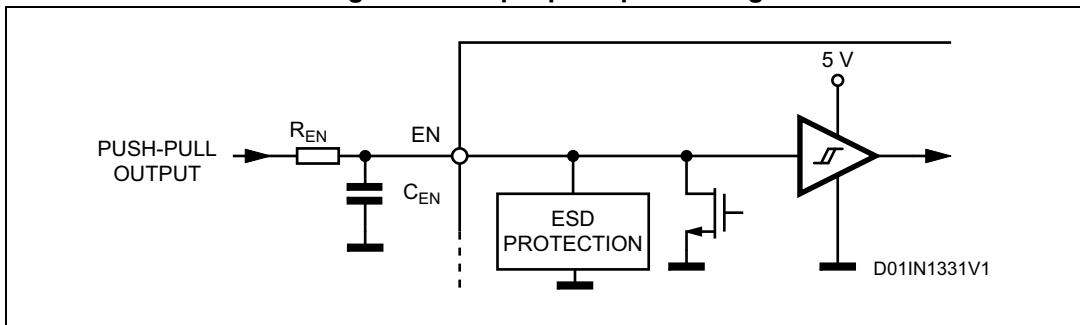 5 V
R_EN
EN
PUSH-PULL
OUTPUT
C_EN
ESD
PROTECTION
D01IN1331V1